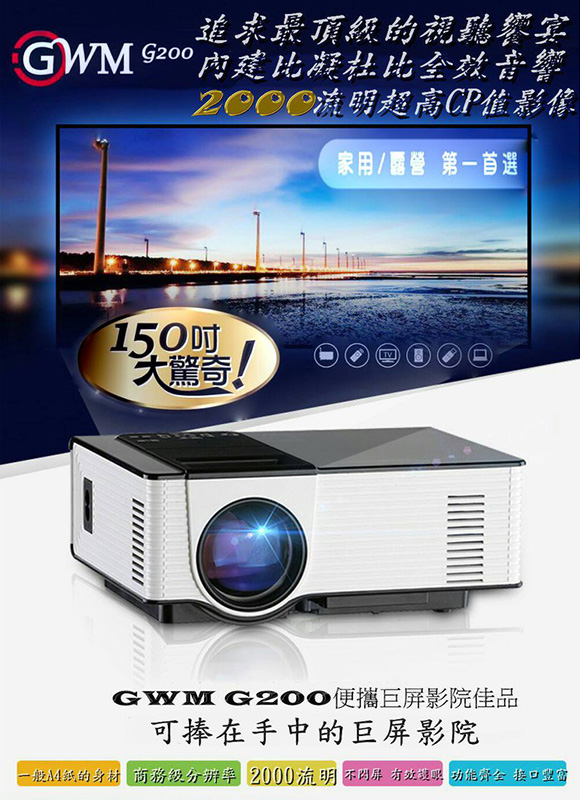 GWM G200
追求最頂級的視聽饗宴
內建比凝杜比全效音響
2000流明超高CP值影像
家用/露營 第一首選
150吋
大驚奇!
TV
GWM G200便攜巨屏影院佳品
可捧在手中的巨屏影院
一般A4紙的身材 商務級分辨率 2000流明 不閃屏 有效護眼 功能齊全 接口豐富